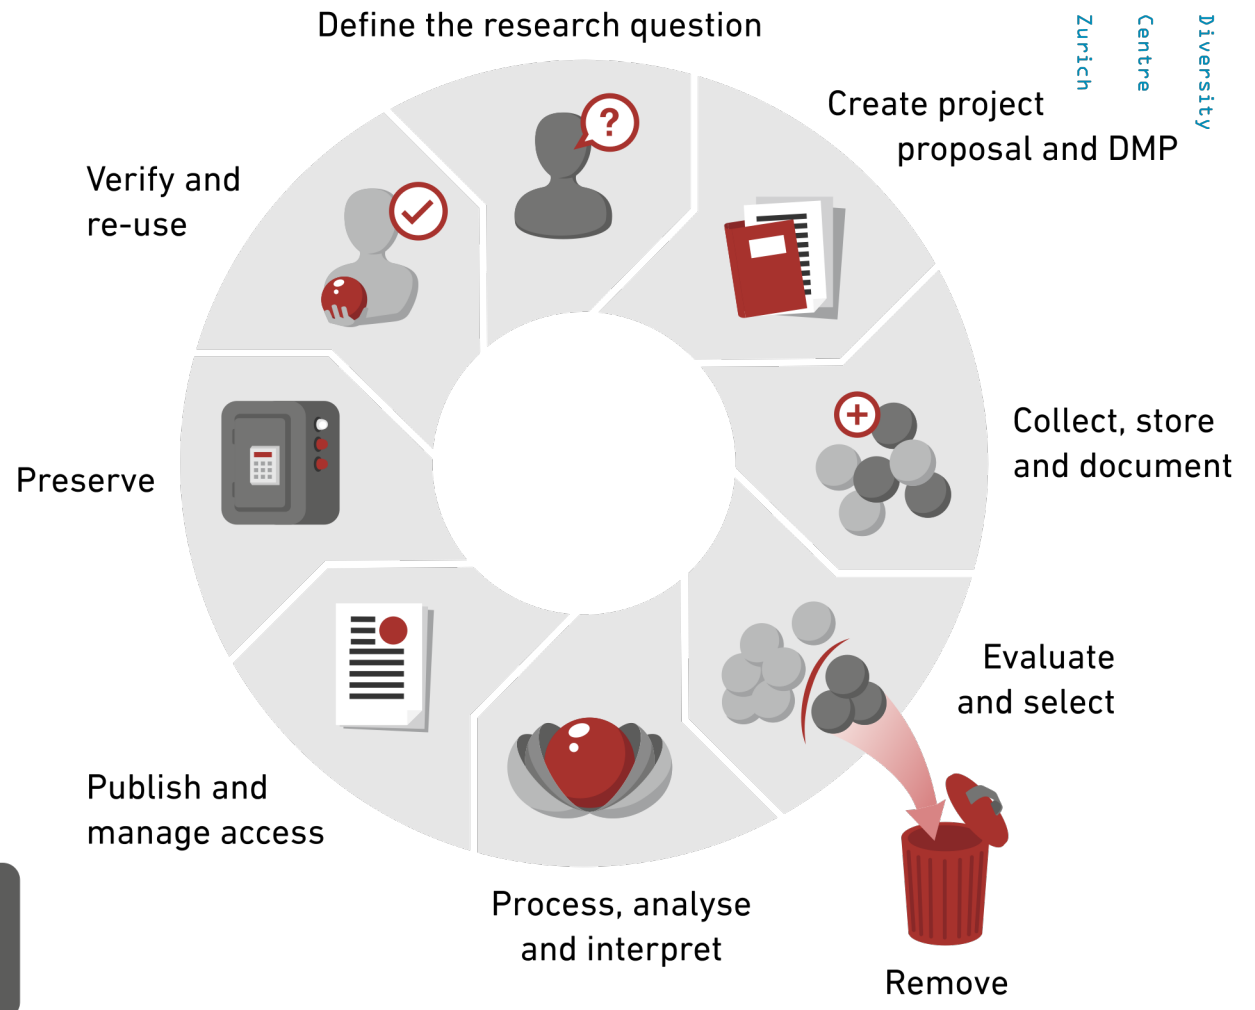 Define the research question
Diversity
Centre
Zurich
Create project
proposal and DMP
Verify and
re-use
?
Collect, store
and document
Preserve
Evaluate
and select
Publish and
manage access
Process, analyse
and interpret
Remove